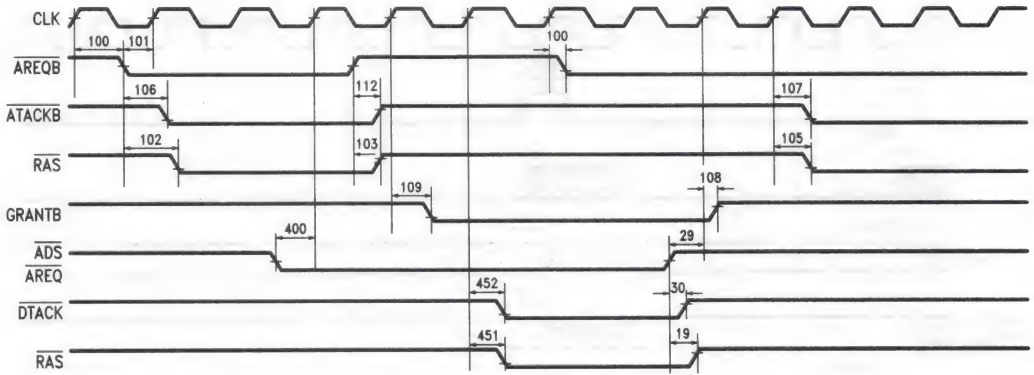 CLK
100 101 100
AREQB
106 112 107
ATACKB
102 103 105
RAS
109 108
GRANTB
400 29
ADS
AREQ
452 30
DTACK
451 19
RAS